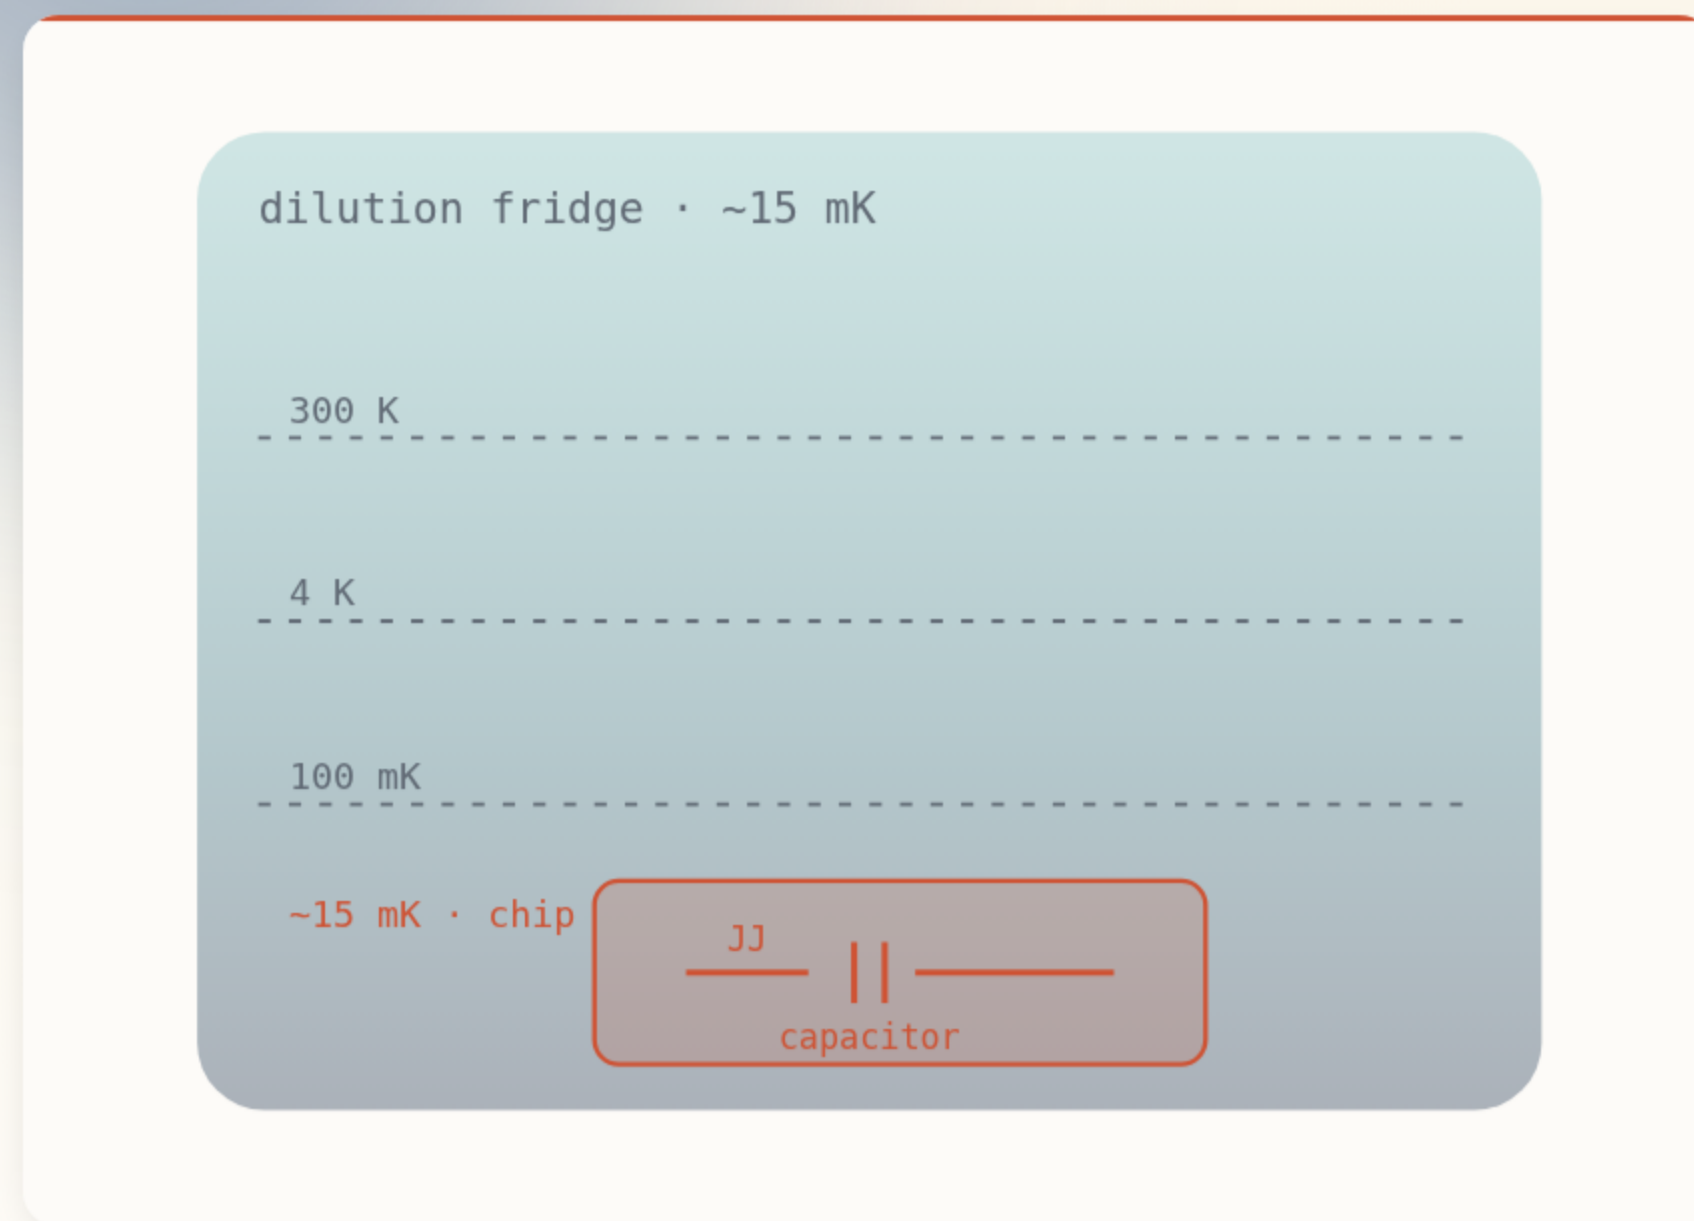 dilution fridge · ~15 mK
300 K
4 K
100 mK
~15 mK · chip
JJ
capacitor